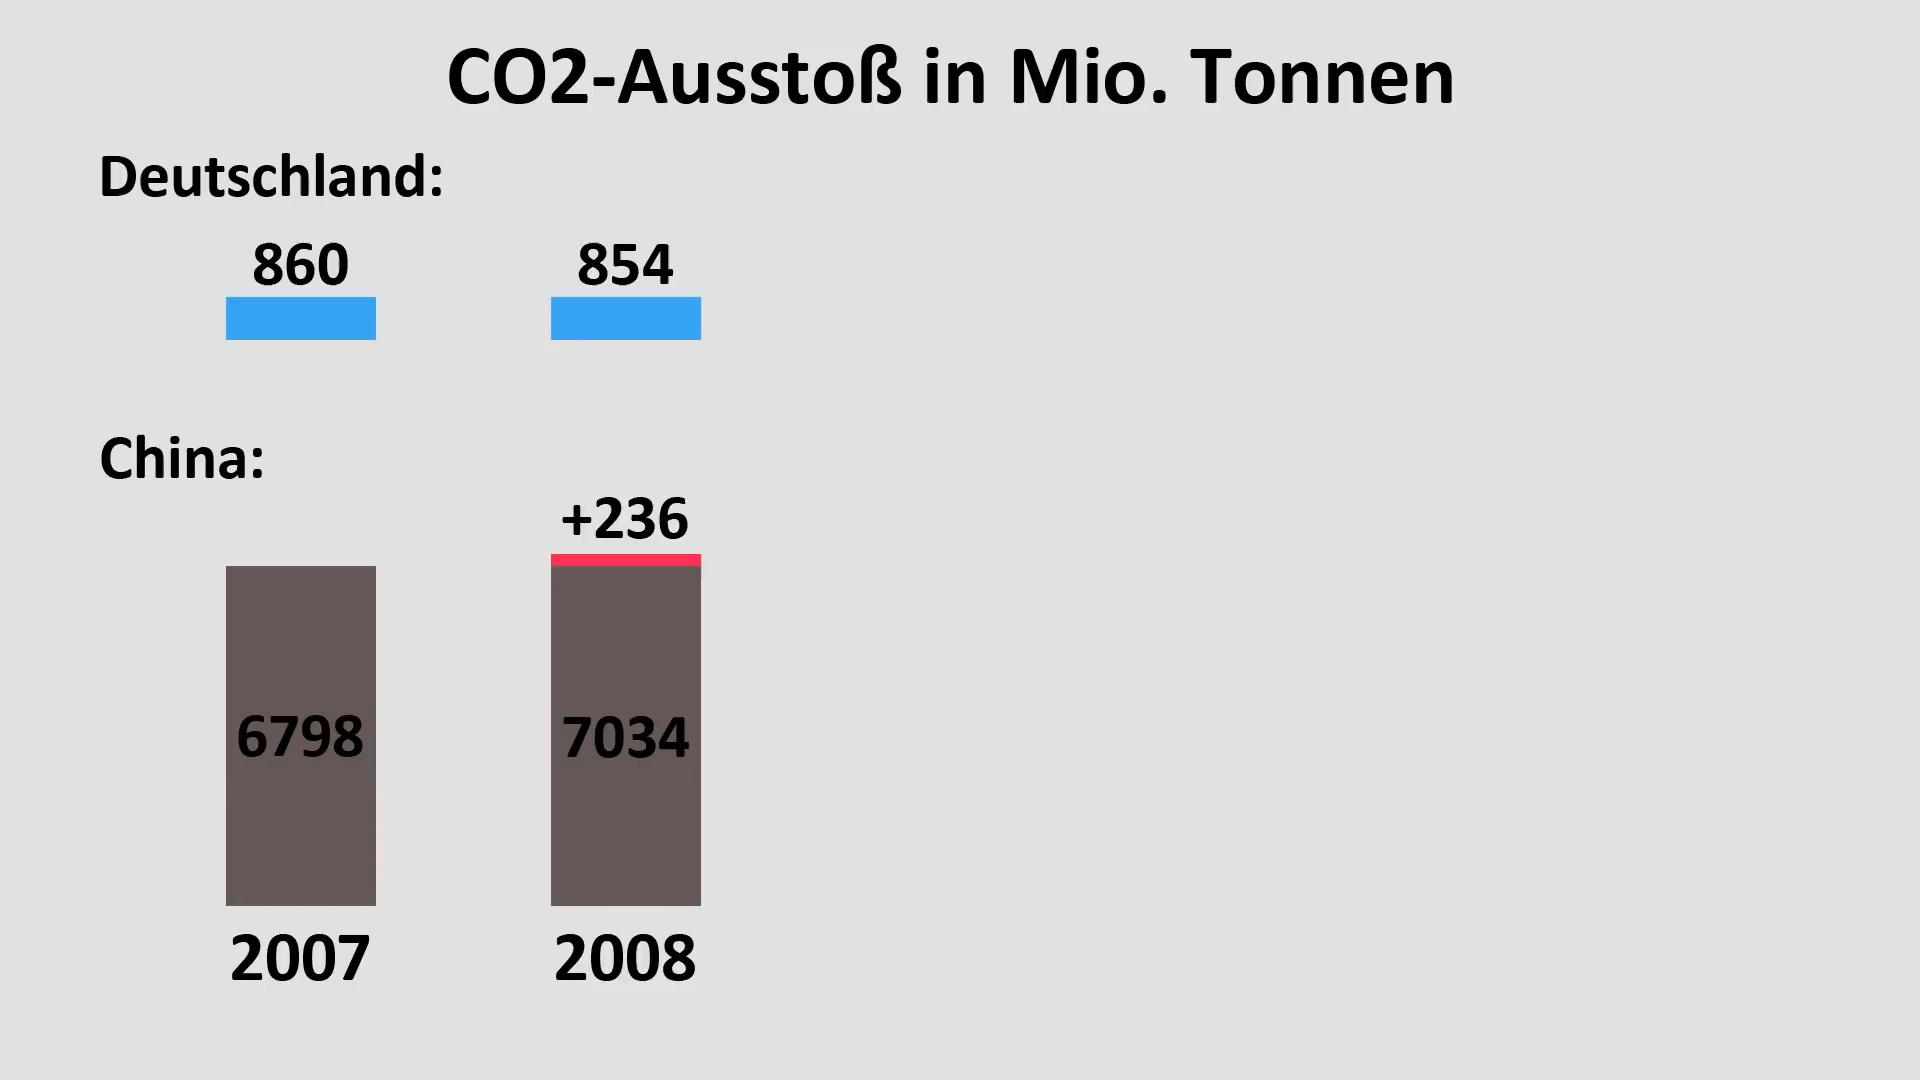 CO2-Ausstoß in Mio. Tonnen
Deutschland:
860 854
China:
+236
6798 7034
2007 2008